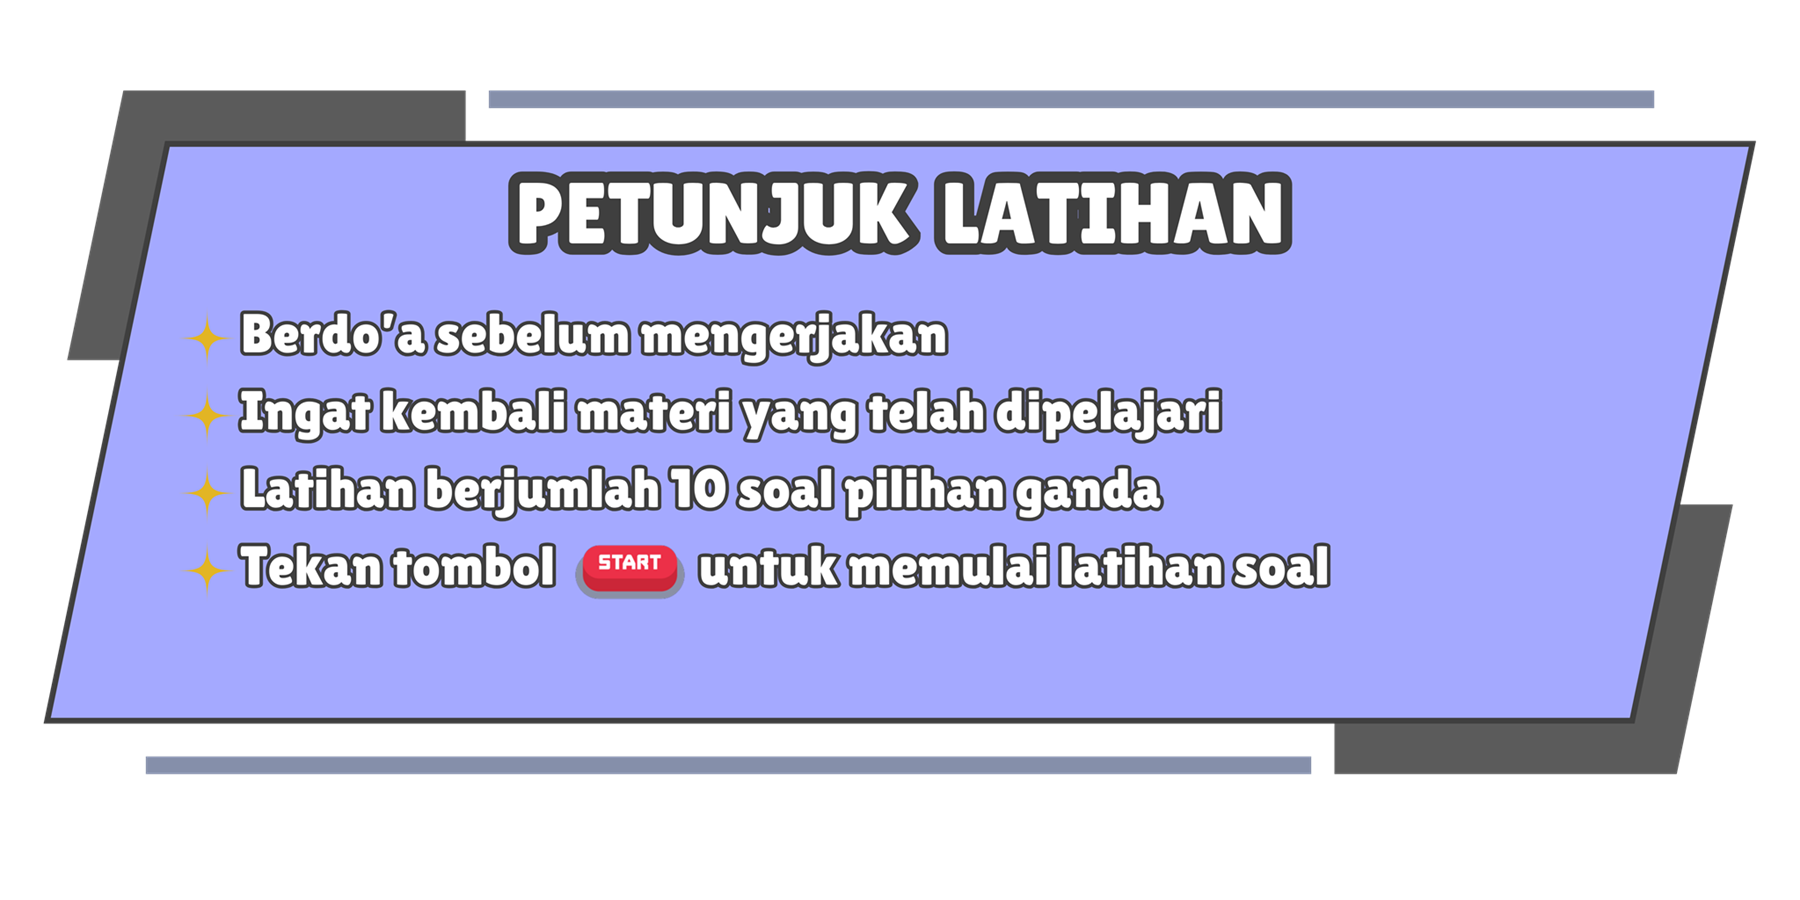 PETUNJUK LATIHAN
Berdo'a sebelum mengerjakan
Ingat kembali materi yang telah dipelajari
Latihan berjumlah 10 soal pilihan ganda
Tekan tombol START untuk memulai latihan soal